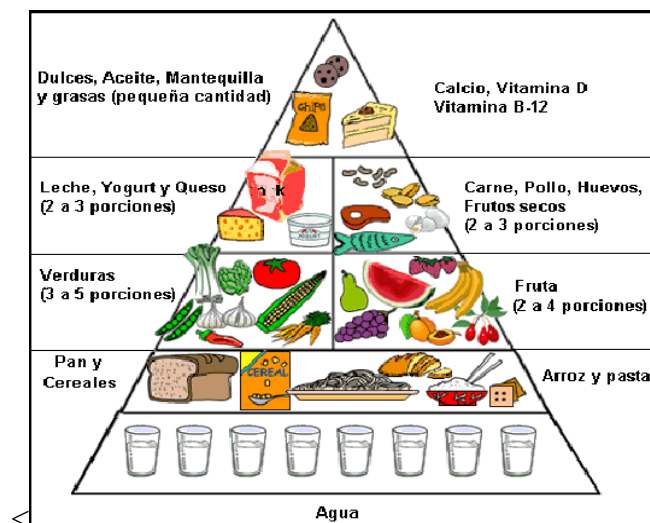 Dulces, Aceite, Mantequilla
y grasas (pequeña cantidad)
Calcio, Vitamina D
Vitamina B-12
CHIPS
Leche, Yogurt y Queso
(2 a 3 porciones)
Carne, Pollo, Huevos,
Frutos secos
(2 a 3 porciones)
YOGURT
Verduras
(3 a 5 porciones)
Fruta
(2 a 4 porciones)
Pan y
Cereales
CEREAL
Arroz y pasta
Agua